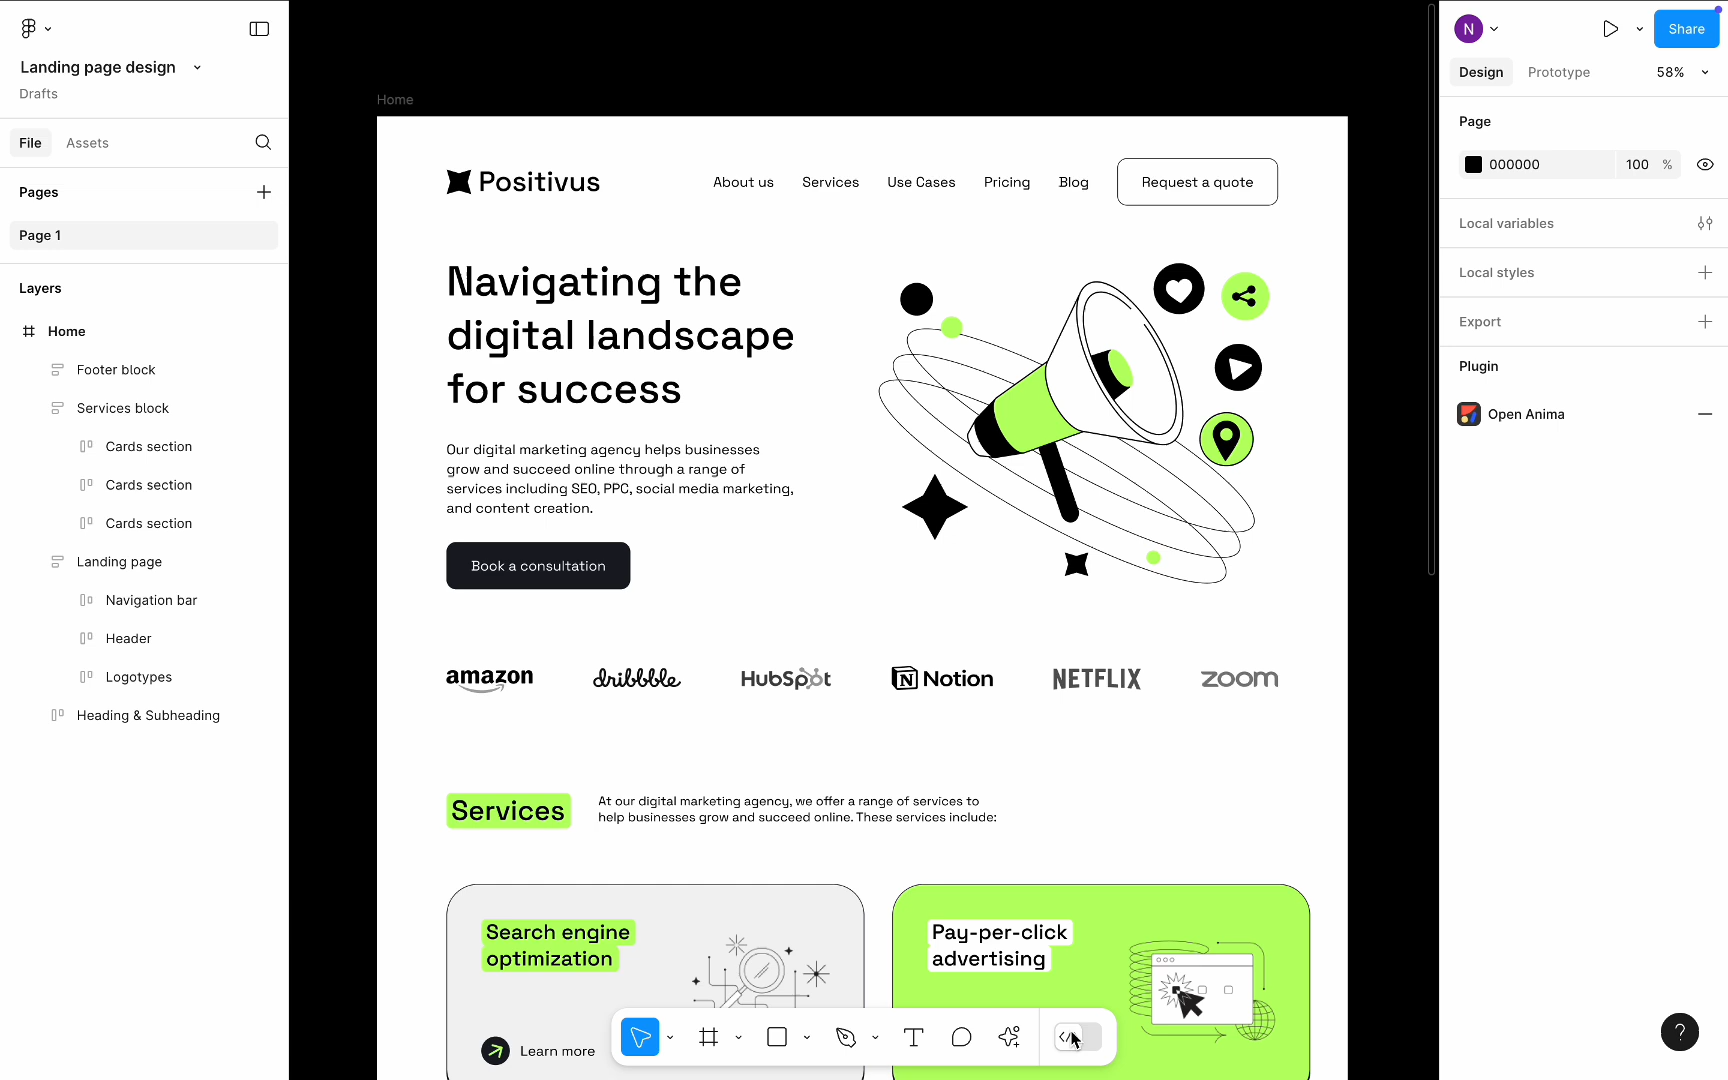 Landing page design
Drafts
File
Assets
Pages
Page 1
Layers
Home
Footer block
Services block
Cards section
Cards section
Cards section
Landing page
Navigation bar
Header
Logotypes
Heading & Subheading
Home
Positivus
About us
Services
Use Cases
Pricing
Blog
Request a quote
Navigating the
digital landscape
for success
Our digital marketing agency helps businesses
grow and succeed online through a range of
services including SEO, PPC, social media marketing,
and content creation.
Book a consultation
amazon
dribbble
HubSpot
Notion
NETFLIX
zoom
Services
At our digital marketing agency, we offer a range of services to
help businesses grow and succeed online. These services include:
Search engine
optimization
Learn more
Pay-per-click
advertising
N
Share
Design
Prototype
58%
Page
000000
100
%
Local variables
Local styles
Export
Plugin
Open Anima
?